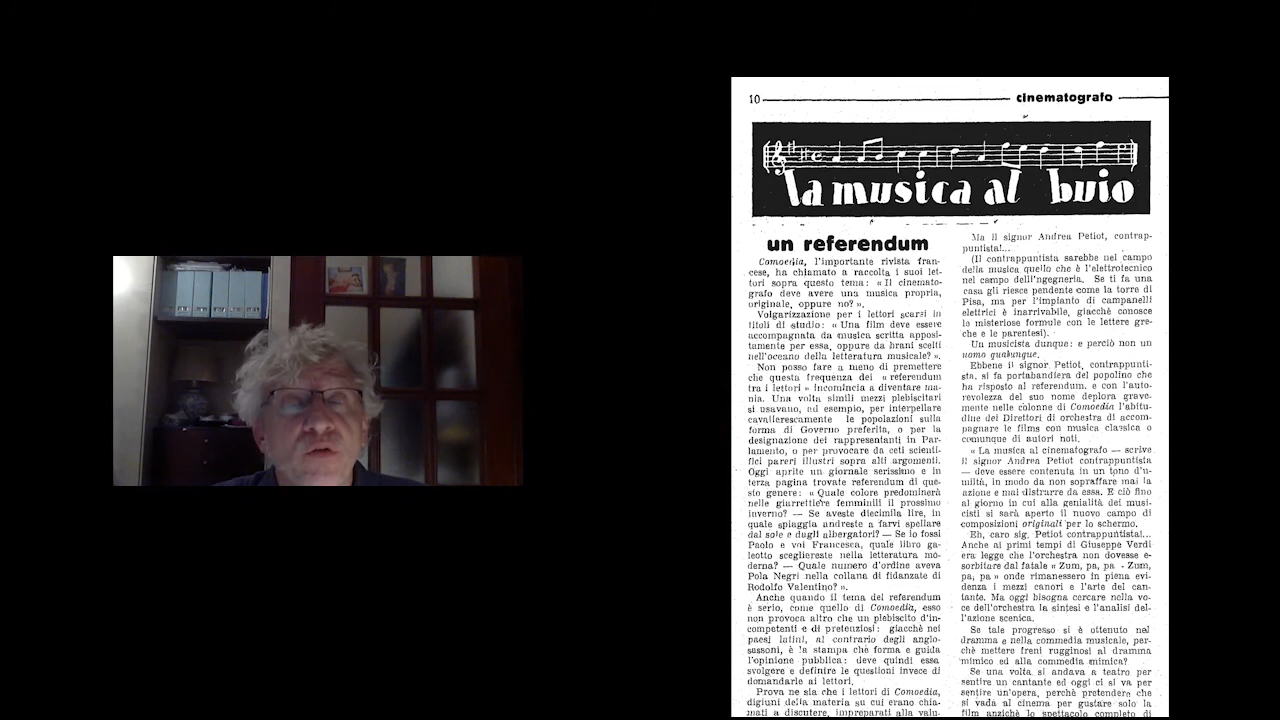 10
cinematografo
la musica al buio
un referendum
Comoedia, l'importante rivista fran-
cese, ha chiamato a raccolta i suoi let-
tori sopra questo tema: « Il cinemato-
grafo deve avere una musica propria,
originale, oppure no? ».
Volgarizzazione per i lettori scarsi in
titoli di studio: « Una film deve essere
accompagnata da musica scritta apposi-
tamente per essa, oppure da brani scelti
nell'oceano della letteratura musicale? ».
Non posso fare a meno di premettere
che questa frequenza dei « referendum
tra i lettori » incomincia a diventare ma-
nia. Una volta simili mezzi plebiscitari
si usavano, ad esempio, per interpellare
cavallerescamente le popolazioni sulla
forma di Governo preferita, o per la
designazione dei rappresentanti in Par-
lamento, o per provocare da ceti scienti-
fici pareri illustri sopra alti argomenti.
Oggi aprite un giornale serissimo e in
terza pagina trovate referendum di que-
sto genere: « Quale colore predominerà
nelle giarrettiere femminili il prossimo
inverno? — Se aveste diecimila lire, in
quale spiaggia andreste a farvi spellare
dal sole e dagli albergatori? — Se io fossi
Paolo e voi Francesca, quale libro ga-
leotto scegliereste nella letteratura mo-
derna? — Quale numero d'ordine aveva
Pola Negri nella collana di fidanzate di
Rodolfo Valentino? ».
Anche quando il tema del referendum
è serio, come quello di Comoedia, esso
non provoca altro che un plebiscito d'in-
competenti e di pretenziosi: giacchè nei
paesi latini, al contrario degli anglo-
sassoni, è la stampa che forma e guida
l'opinione pubblica: deve quindi essa
svolgere e definire le questioni invece di
domandarle ai lettori.
Prova ne sia che i lettori di Comoedia,
digiuni della materia su cui erano chia-
mati a discutere, impreparati alla valu-
Ma il signor Andrea Petiot, contrap-
puntista!...
(Il contrappuntista sarebbe nel campo
della musica quello che è l'elettrotecnico
nel campo dell'ingegneria. Se ti fa una
casa gli riesce pendente come la torre di
Pisa, ma per l'impianto di campanelli
elettrici è inarrivabile, giacchè conosce
le misteriose formule con le lettere gre-
che e le parentesi).
Un musicista dunque: e perciò non un
uomo qualunque.
Ebbene il signor Petiot, contrappunti-
sta, si fa portabandiera del popolino che
ha risposto al referendum, e con l'auto-
revolezza del suo nome deplora grave-
mente nelle colonne di Comoedia l'abitu-
dine dei Direttori di orchestra di accom-
pagnare le films con musica classica o
comunque di autori noti.
« La musica al cinematografo — scrive
il signor Andrea Petiot contrappuntista
— deve essere contenuta in un tono d'u-
miltà, in modo da non sopraffare mai la
azione e mai distrarre da essa. E ciò fino
al giorno in cui alla genialità dei musi-
cisti si sarà aperto il nuovo campo di
composizioni originali per lo schermo.
Eh, caro sig. Petiot contrappuntista!...
Anche ai primi tempi di Giuseppe Verdi
era legge che l'orchestra non dovesse e-
sorbitare dal fatale « Zum, pa, pa - Zum,
pa, pa » onde rimanessero in piena evi-
denza i mezzi canori e l'arte del can-
tante. Ma oggi bisogna cercare nella vo-
ce dell'orchestra la sintesi e l'analisi del-
l'azione scenica.
Se tale progresso si è ottenuto nel
dramma e nella commedia musicale, per-
chè mettere freni rugginosi al dramma
mimico ed alla commedia mimica?
Se una volta si andava a teatro per
sentire un cantante ed oggi ci si va per
sentire un'opera, perchè pretendere che
si vada al cinema per gustare solo la
film anzichè lo spettacolo completo di